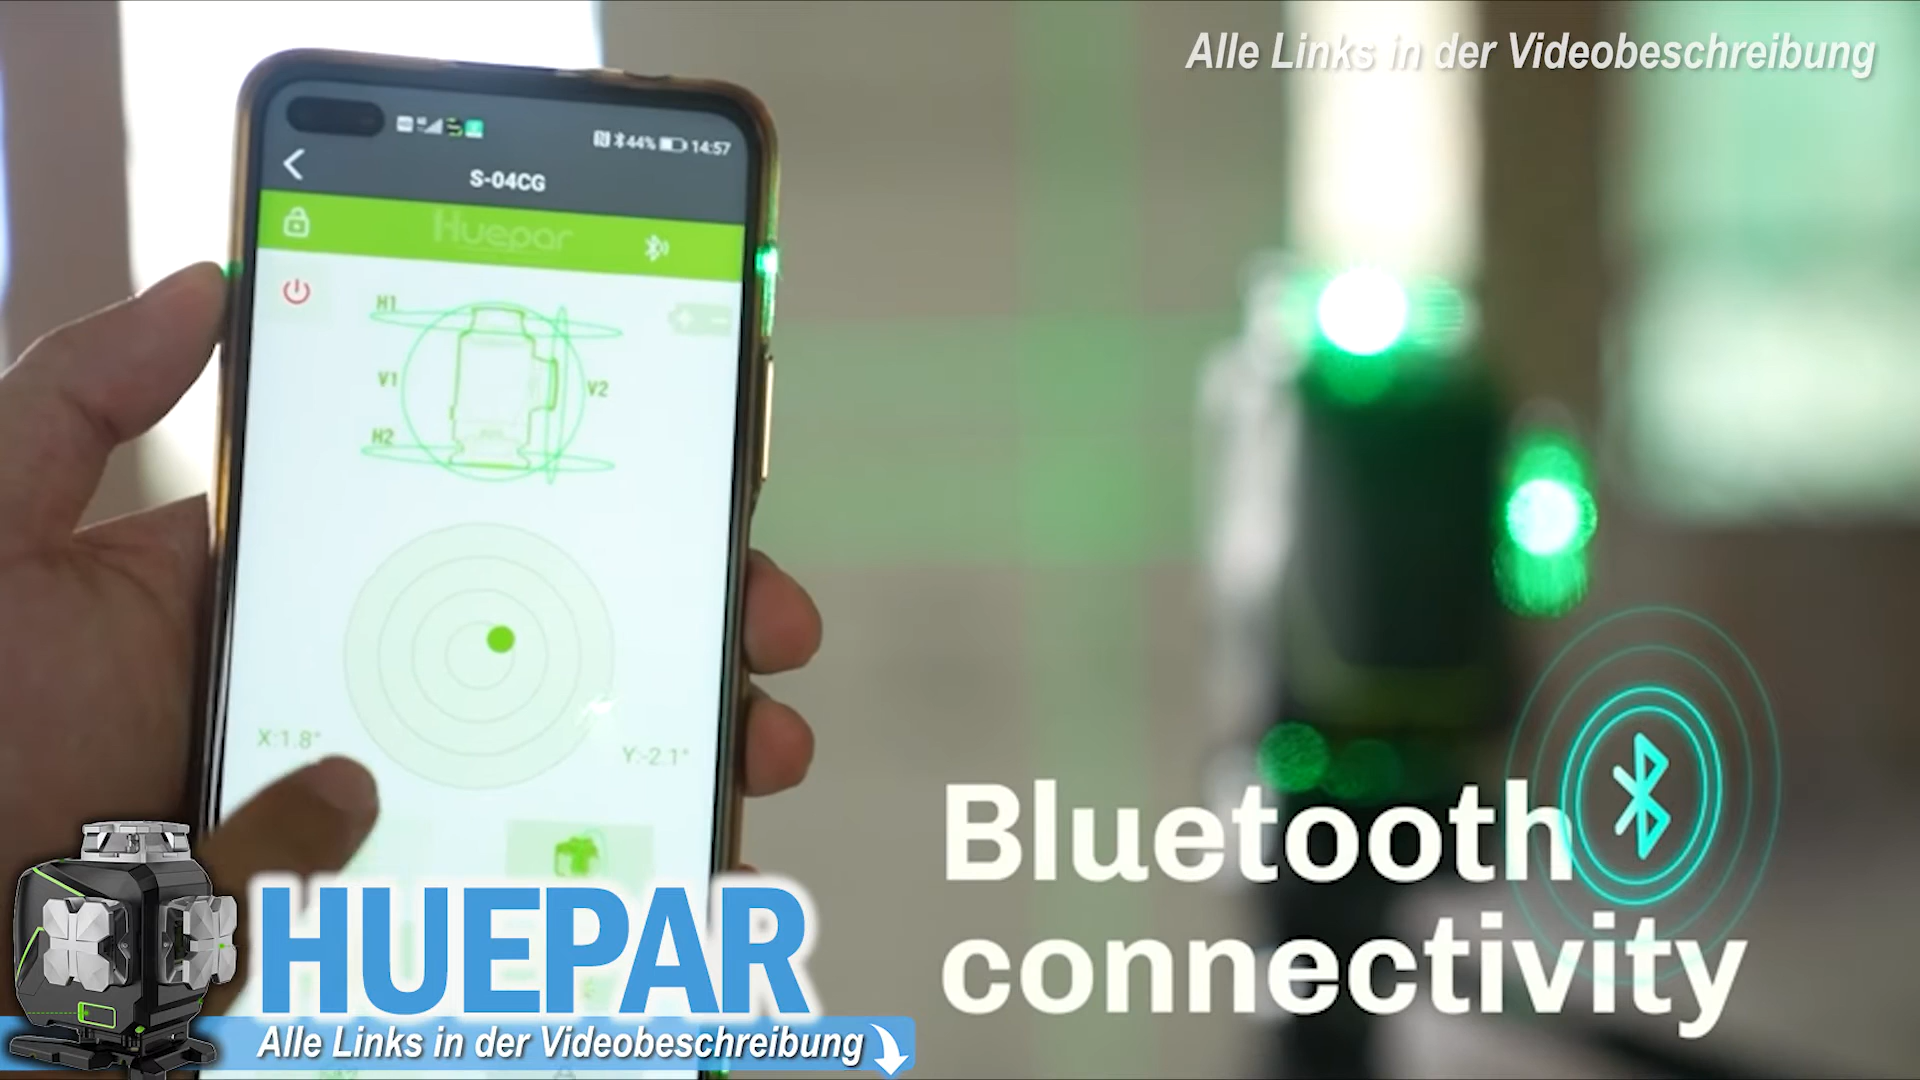 Alle Links in der Videobeschreibung
44% 14:57
S-04CG
Huepar
H1
V1
V2
H2
X:1.8°
Y:-2.1°
Bluetooth
connectivity
HUEPAR
Alle Links in der Videobeschreibung